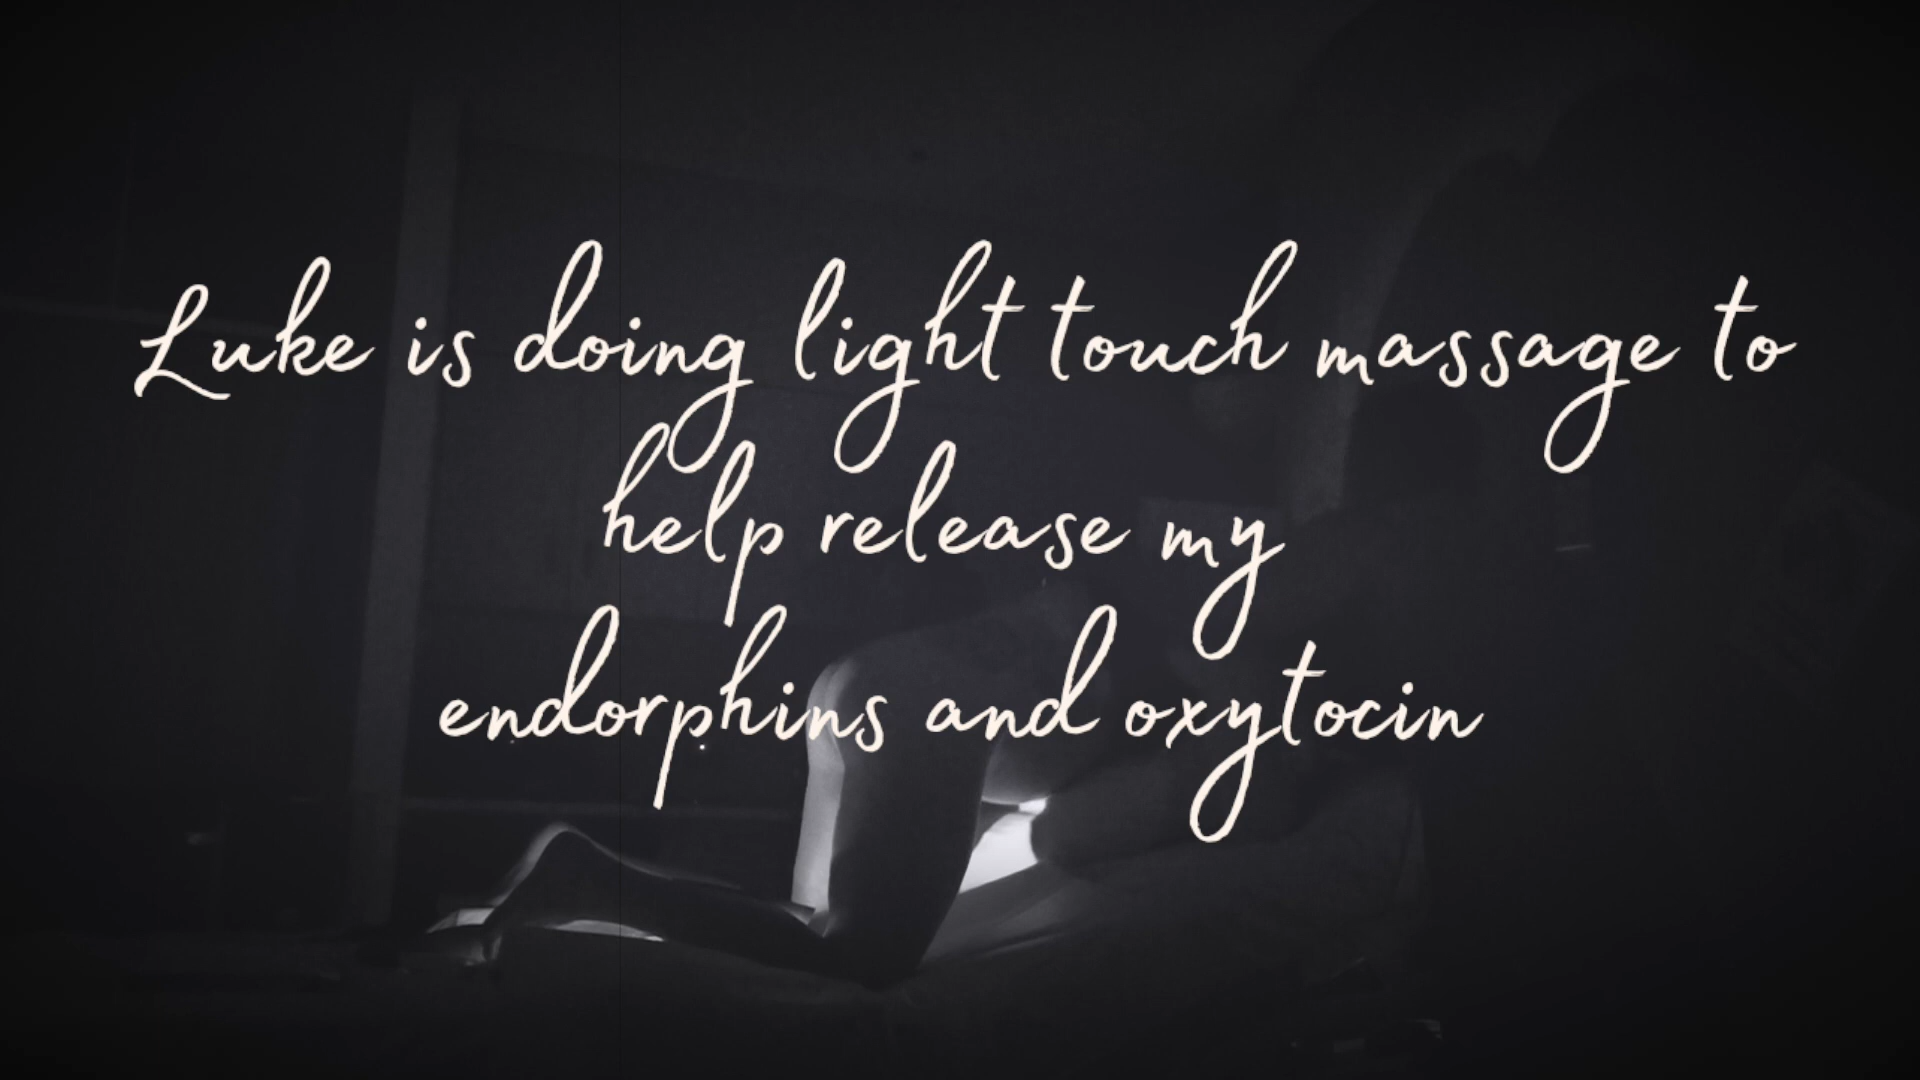 Luke is doing light touch massage to
help release my
endorphins and oxytocin